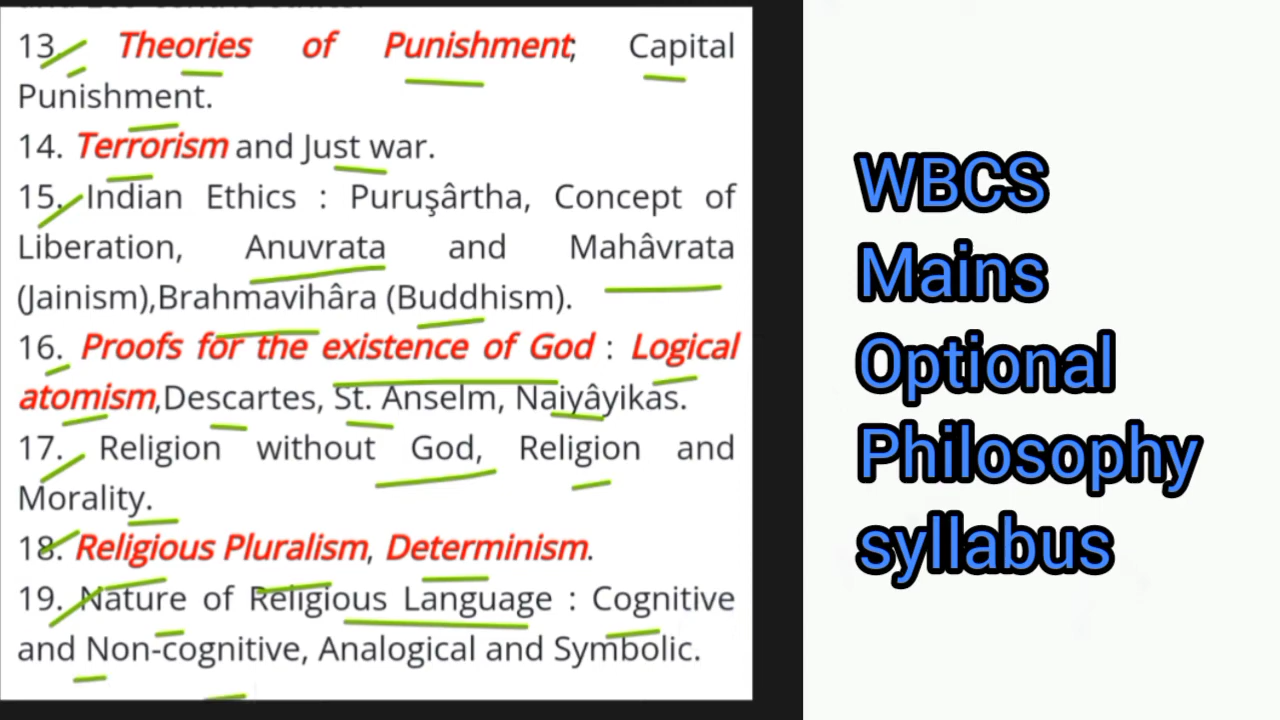 13. Theories of Punishment; Capital
Punishment.
14. Terrorism and Just war.
15. Indian Ethics : Puruşârtha, Concept of
Liberation, Anuvrata and Mahâvrata
(Jainism),Brahmavihâra (Buddhism).
16. Proofs for the existence of God : Logical
atomism,Descartes, St. Anselm, Naiyâyikas.
17. Religion without God, Religion and
Morality.
18. Religious Pluralism, Determinism.
19. Nature of Religious Language : Cognitive
and Non-cognitive, Analogical and Symbolic.
WBCS
Mains
Optional
Philosophy
syllabus